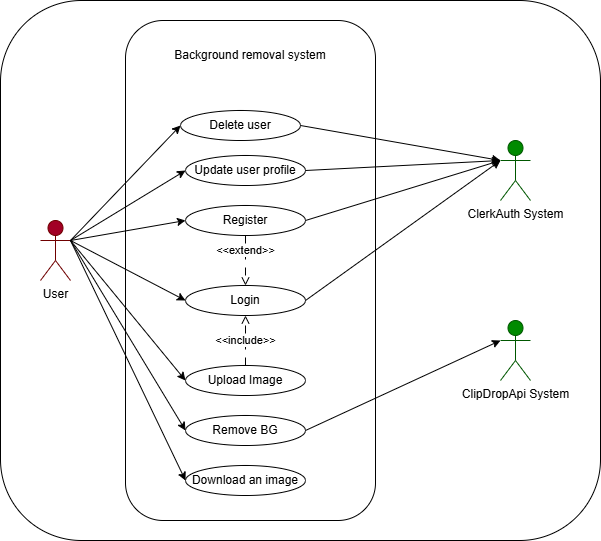 Background removal system
Delete user
Update user profile
Register
<<extend>>
Login
<<include>>
Upload Image
Remove BG
Download an image
User
ClerkAuth System
ClipDropApi System